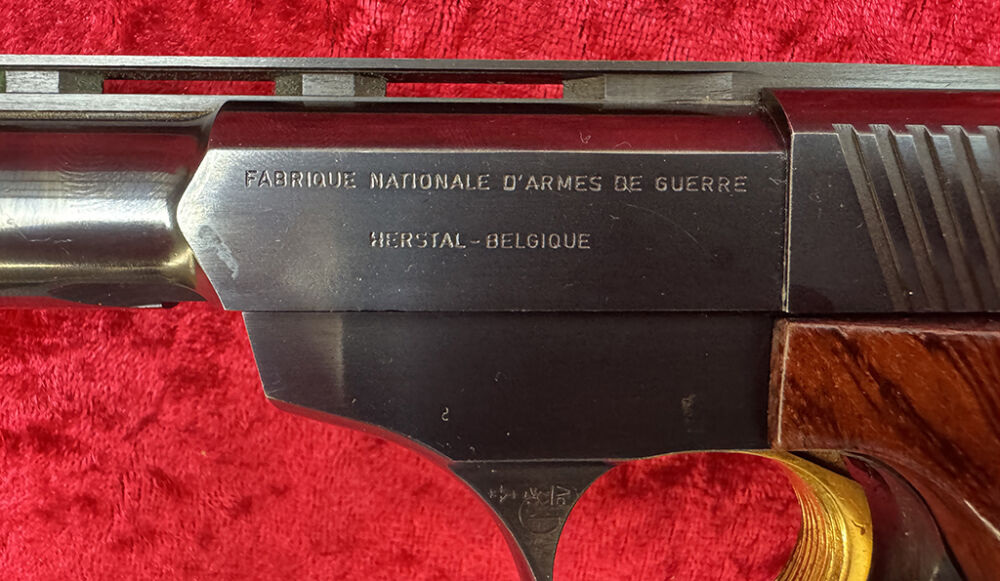 FABRIQUE NATIONALE D'ARMES DE GUERRE
HERSTAL-BELGIQUE